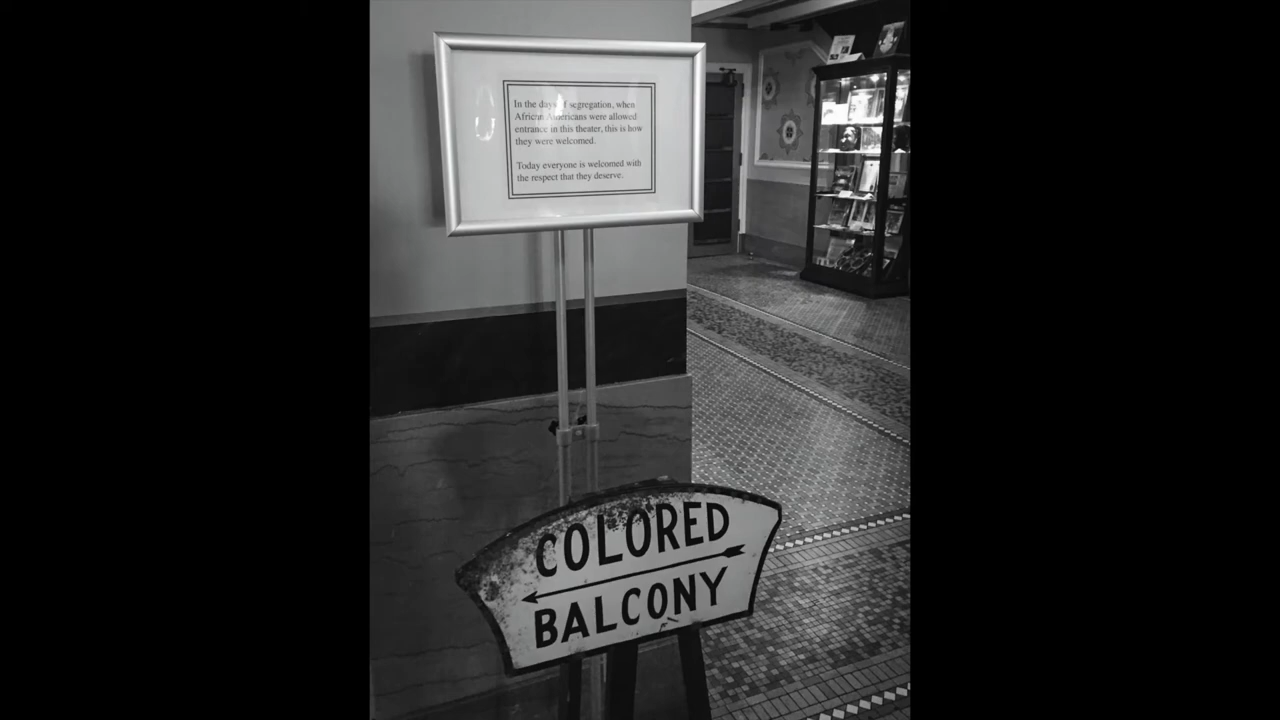 In the days of segregation, when
African Americans were allowed
entrance in this theater, this is how
they were welcomed.
Today everyone is welcomed with
the respect that they deserve.
COLORED
BALCONY